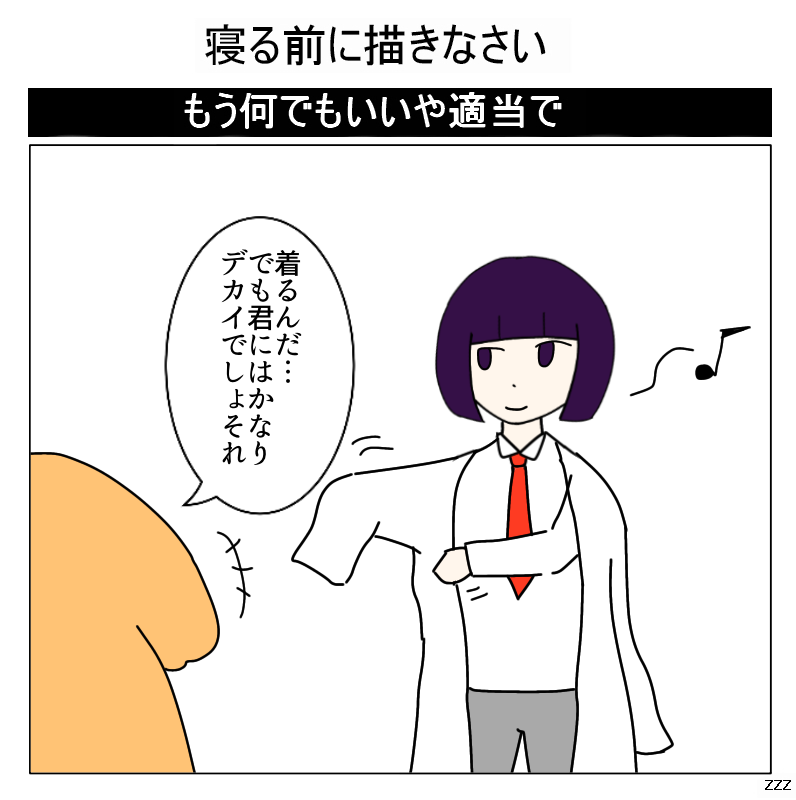 寝る前に描きなさい
もう何でもいいや適当で
着るんだ…
でも君にはかなり
デカイでしょそれ
zzz